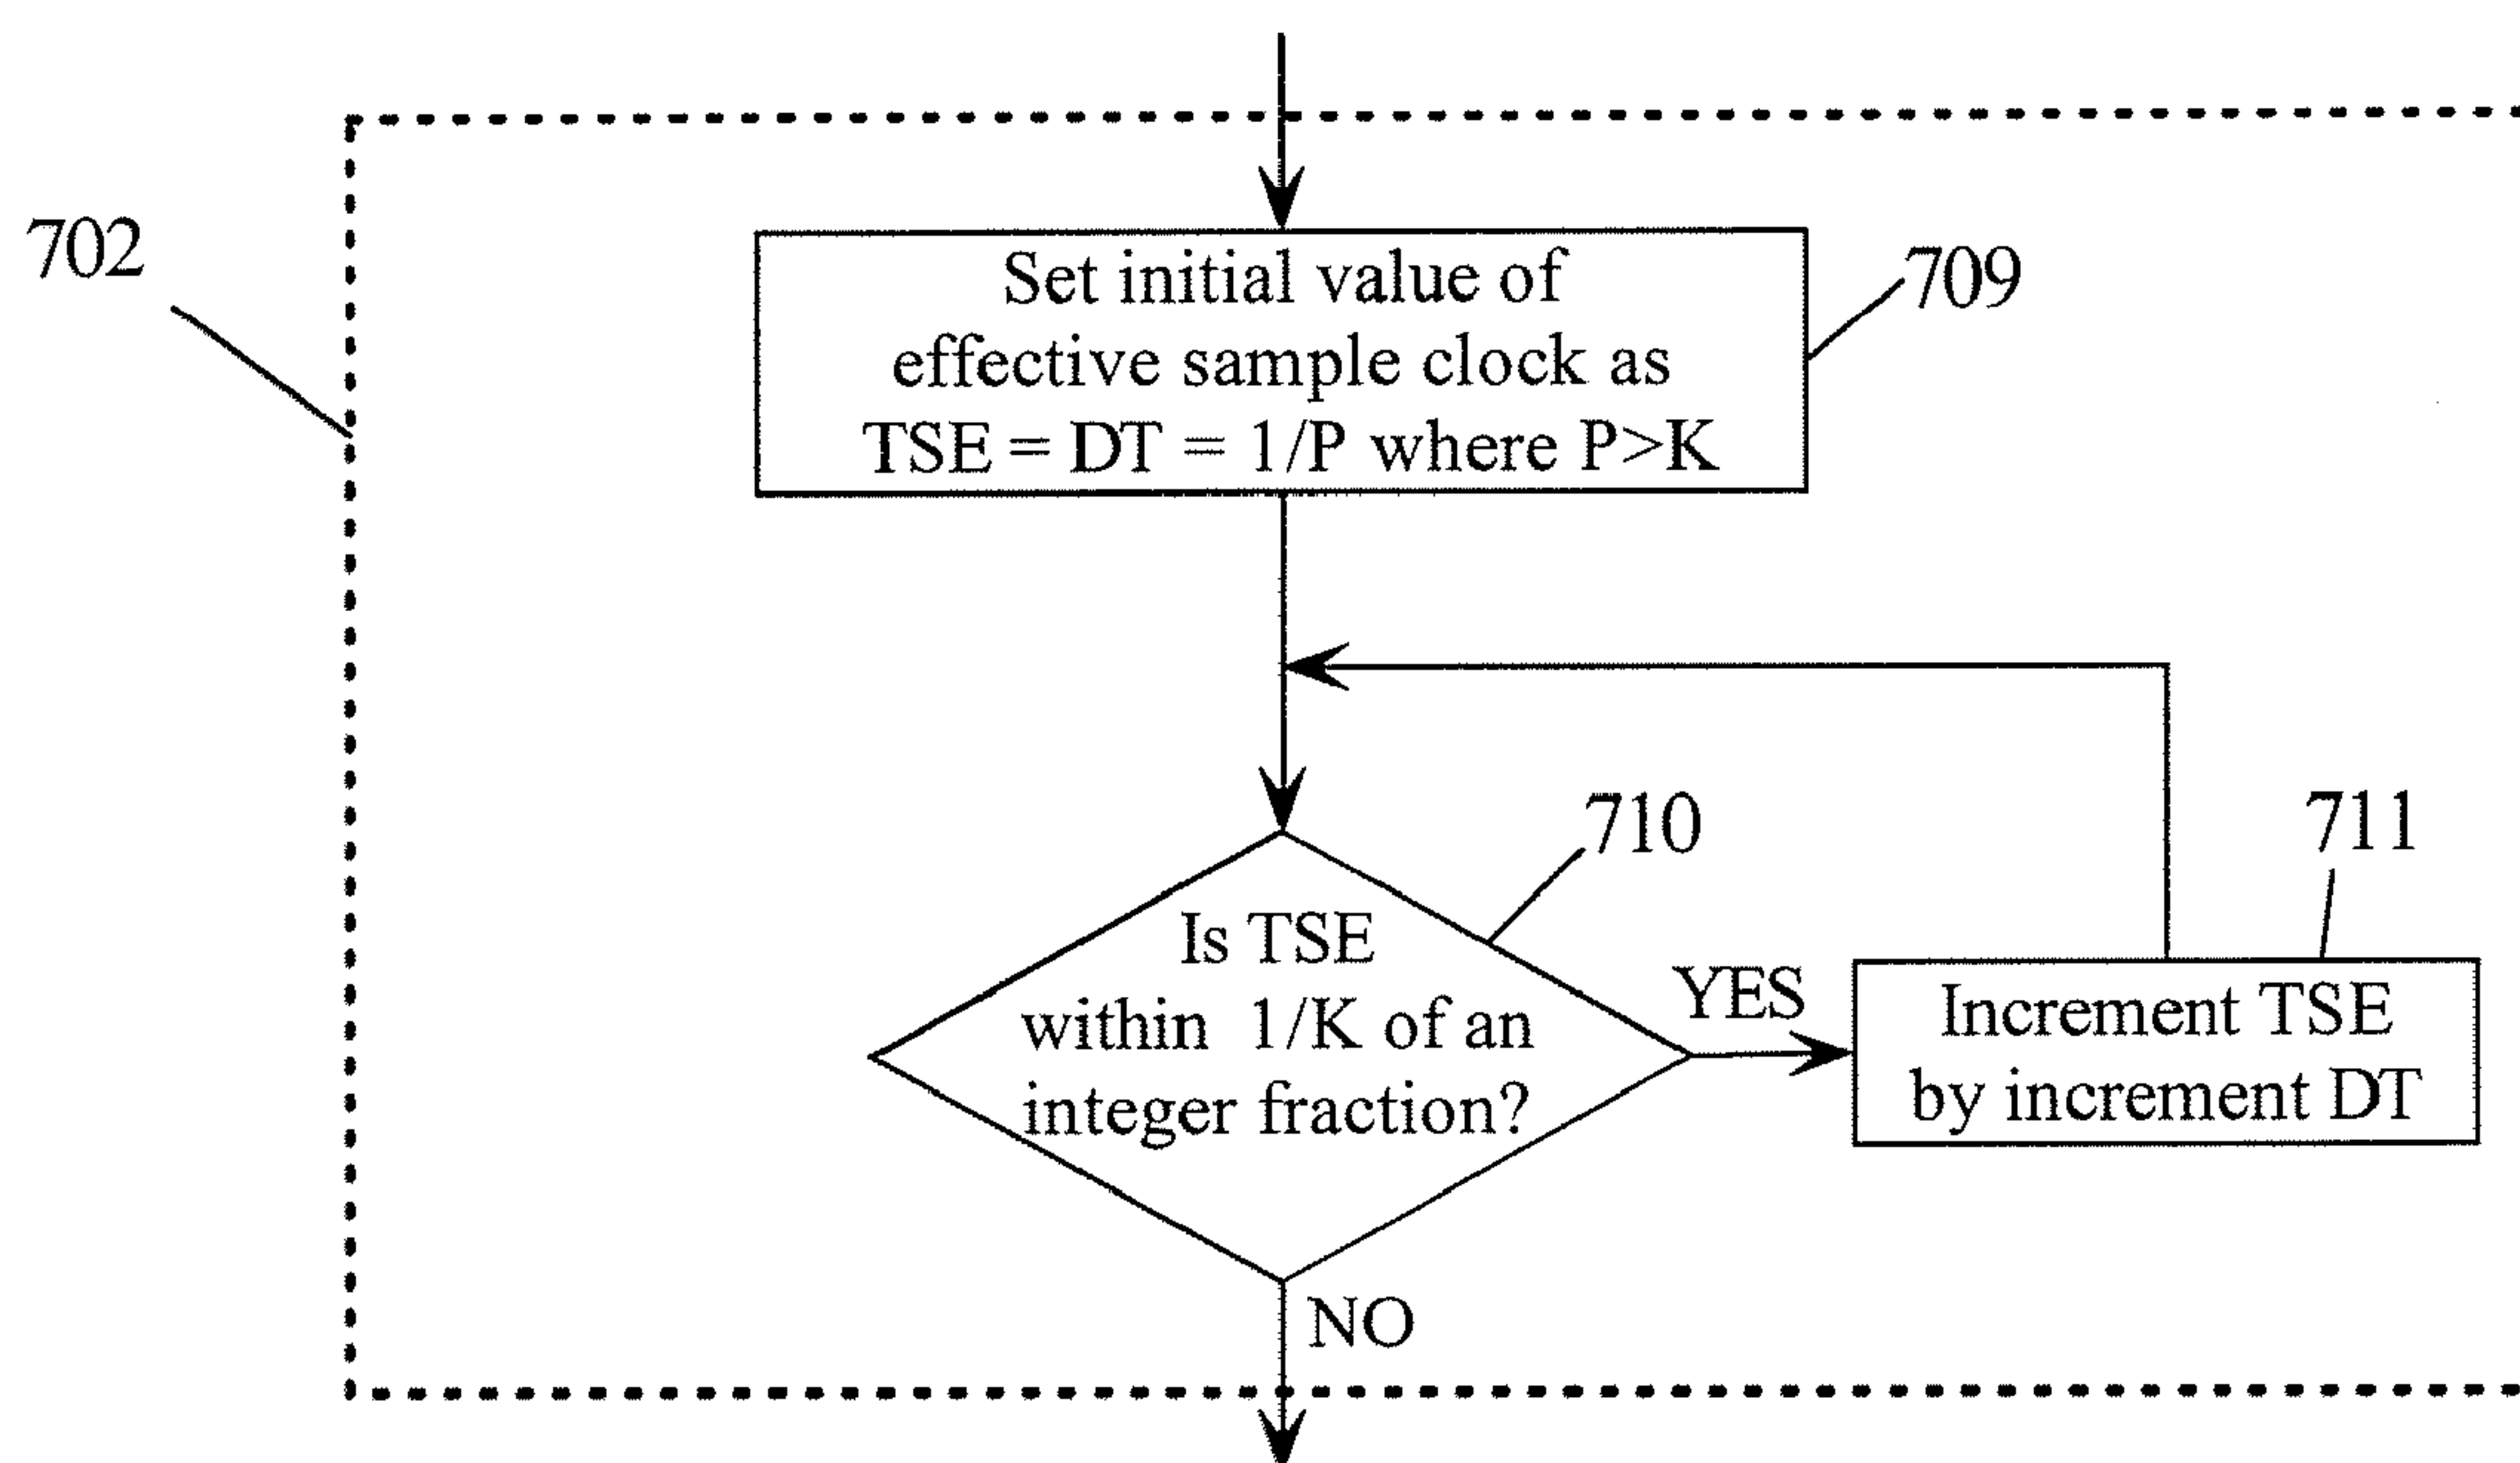 702
Set initial value of
effective sample clock as
TSE = DT = 1/P where P>K
709
710
Is TSE
within 1/K of an
integer fraction?
YES
711
Increment TSE
by increment DT
NO